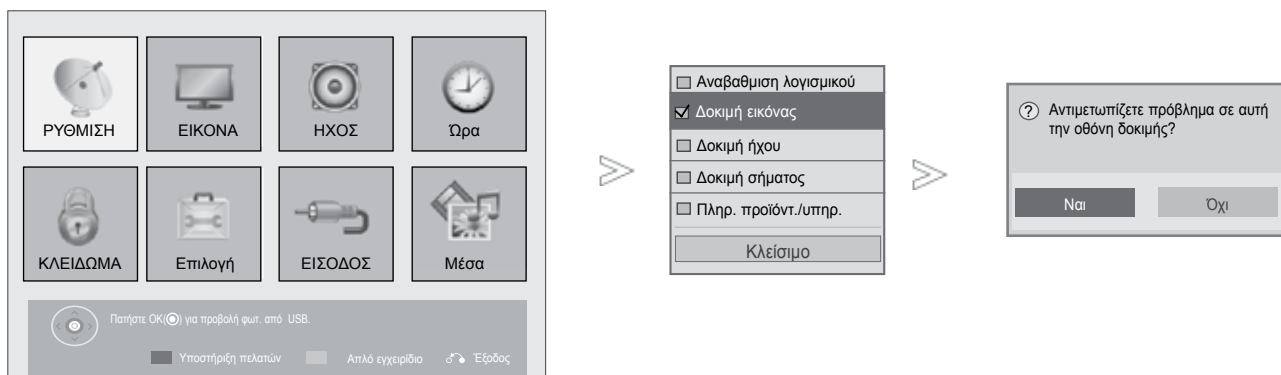 ΡΥΘΜΙΣΗ
ΕΙΚΟΝΑ
ΗΧΟΣ
Ώρα
ΚΛΕΙΔΩΜΑ
Επιλογή
ΕΙΣΟΔΟΣ
Μέσα
Πατήστε OK( ) για προβολή φωτ. από USB.
Υποστήριξη πελατών
Απλό εγχειρίδιο
Έξοδος
Αναβαθμιση λογισμικού
Δοκιμή εικόνας
Δοκιμή ήχου
Δοκιμή σήματος
Πληρ. προϊόντ./υπηρ.
Κλείσιμο
? Αντιμετωπίζετε πρόβλημα σε αυτή
την οθόνη δοκιμής?
Ναι
Όχι